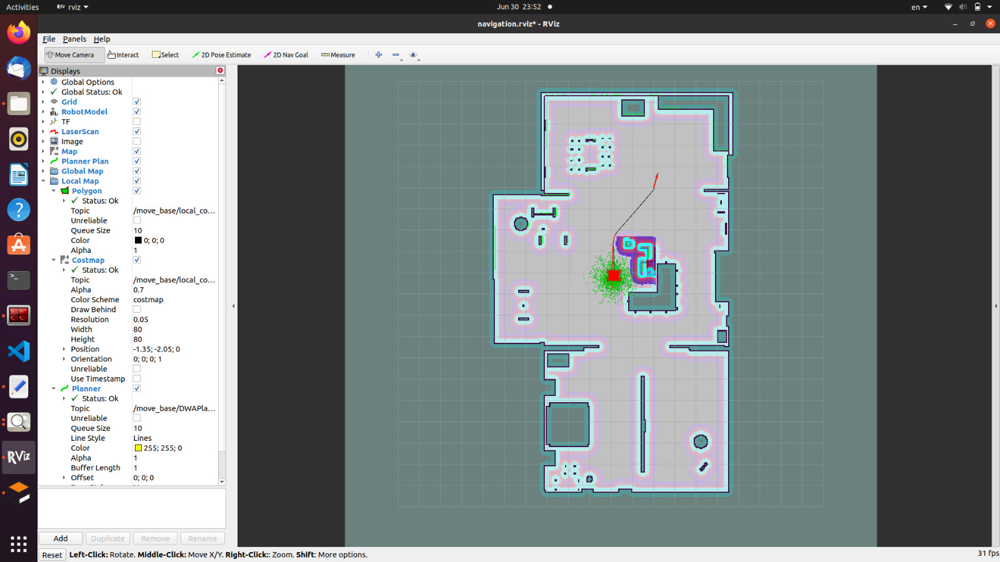 Activities
RViz rviz
Jun 30 23:52
en
navigation.rviz* - RViz
File Panels Help
Move Camera Interact Select 2D Pose Estimate 2D Nav Goal Measure
Displays
Global Options
Global Status: Ok
Grid
RobotModel
TF
LaserScan
Image
Map
Planner Plan
Global Map
Local Map
Polygon
Status: Ok
Topic /move_base/local_co...
Unreliable
Queue Size 10
Color 0; 0; 0
Alpha 1
Costmap
Status: Ok
Topic /move_base/local_co...
Alpha 0.7
Color Scheme costmap
Draw Behind
Resolution 0.05
Width 80
Height 80
Position -1.35; -2.05; 0
Orientation 0; 0; 0; 1
Unreliable
Use Timestamp
Planner
Status: Ok
Topic /move_base/DWAPla...
Unreliable
Queue Size 10
Line Style Lines
Color 255; 255; 0
Alpha 1
Buffer Length 1
Offset 0; 0; 0
RViz
Add Duplicate Remove Rename
Reset Left-Click: Rotate. Middle-Click: Move X/Y. Right-Click:: Zoom. Shift: More options.
31 fps